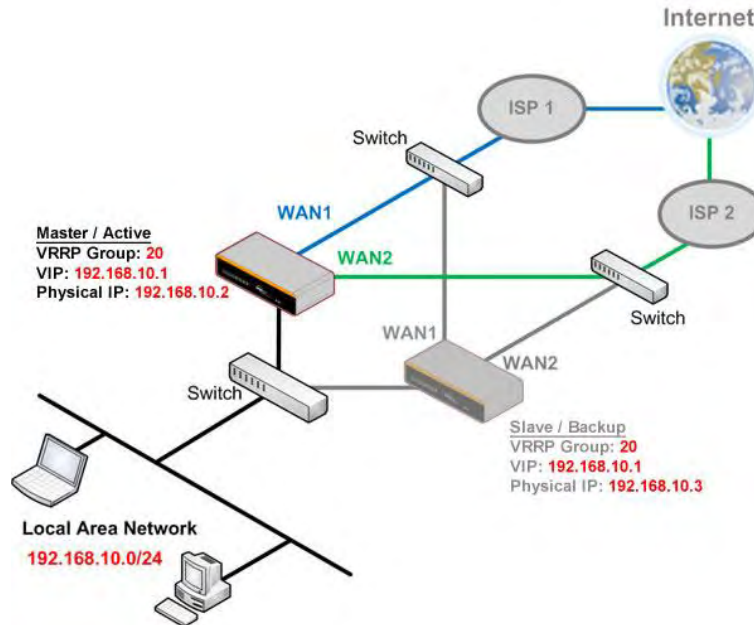 Internet
ISP 1
Switch
WAN1
ISP 2
Master / Active
VRRP Group: 20
VIP: 192.168.10.1
Physical IP: 192.168.10.2
WAN2
Switch
WAN1
WAN2
Switch
Slave / Backup
VRRP Group: 20
VIP: 192.168.10.1
Physical IP: 192.168.10.3
Local Area Network
192.168.10.0/24